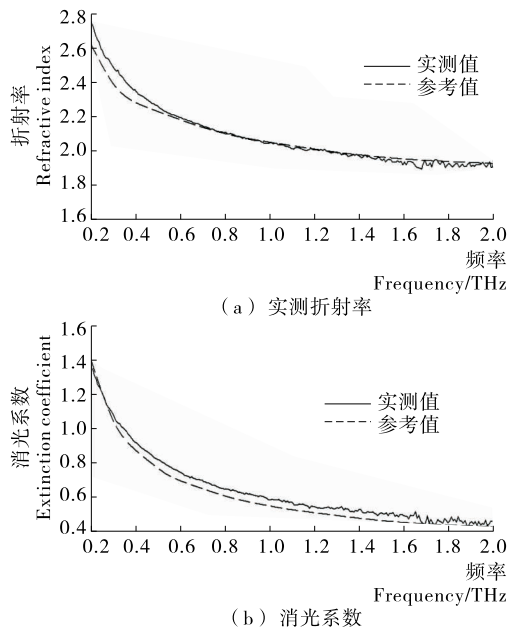 2.8
2.6
2.4
2.2
2.0
1.8
1.6
折射率
Refractive index
实测值
参考值
0.2 0.4 0.6 0.8 1.0 1.2 1.4 1.6 1.8 2.0
频率
Frequency/THz
(a) 实测折射率
1.6
1.4
1.2
1.0
0.8
0.6
0.4
消光系数
Extinction coefficient
实测值
参考值
0.2 0.4 0.6 0.8 1.0 1.2 1.4 1.6 1.8 2.0
频率
Frequency/THz
(b) 消光系数